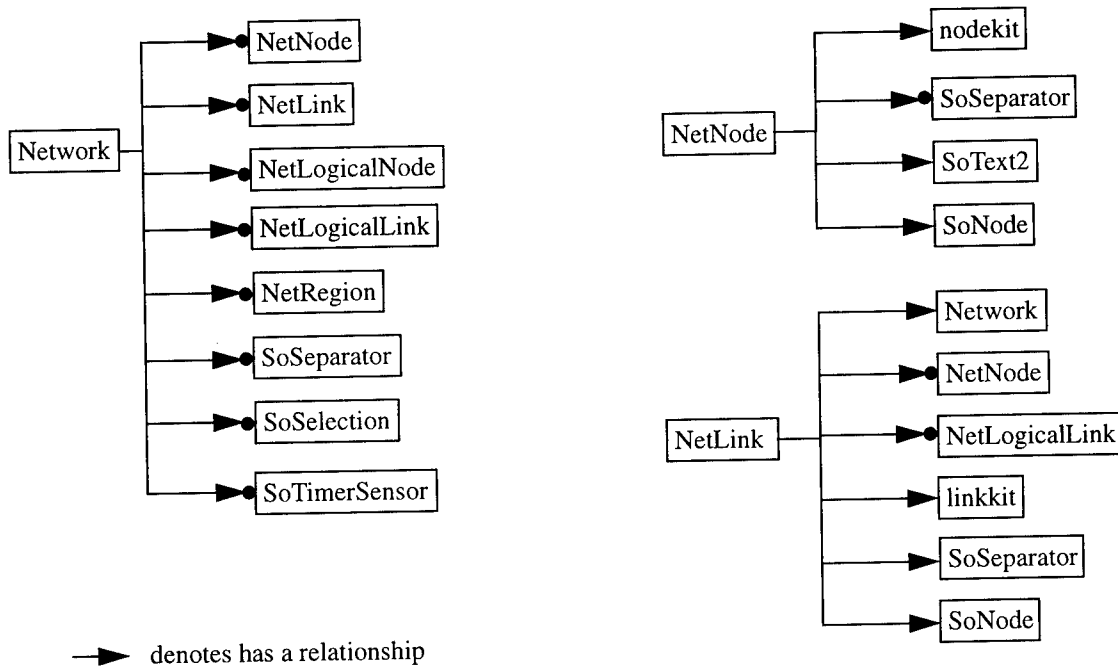 Network
NetNode
NetLink
NetLogicalNode
NetLogicalLink
NetRegion
SoSeparator
SoSelection
SoTimerSensor
NetNode
nodekit
SoSeparator
SoText2
SoNode
NetLink
Network
NetNode
NetLogicalLink
linkkit
SoSeparator
SoNode
denotes has a relationship